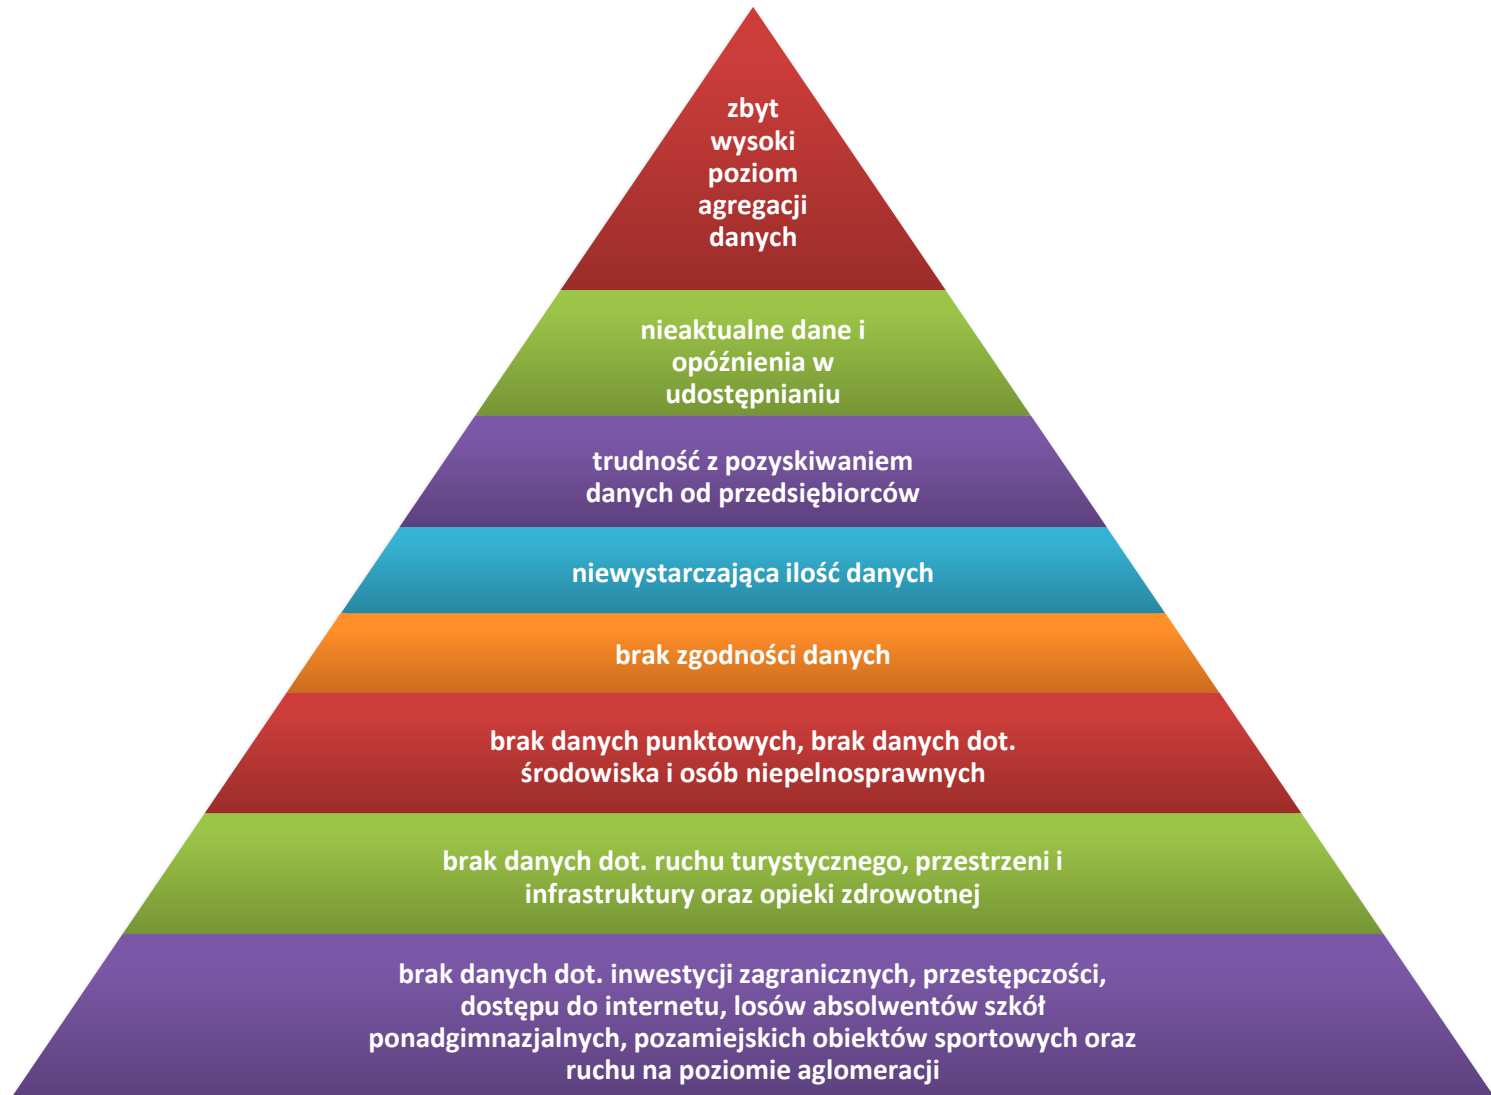 zbyt
wysoki
poziom
agregacji
danych
nieaktualne dane i
opóźnienia w
udostępnianiu
trudność z pozyskiwaniem
danych od przedsiębiorców
niewystarczająca ilość danych
brak zgodności danych
brak danych punktowych, brak danych dot.
środowiska i osób niepelnosprawnych
brak danych dot. ruchu turystycznego, przestrzeni i
infrastruktury oraz opieki zdrowotnej
brak danych dot. inwestycji zagranicznych, przestępczości,
dostępu do internetu, losów absolwentów szkół
ponadgimnazjalnych, pozamiejskich obiektów sportowych oraz
ruchu na poziomie aglomeracji